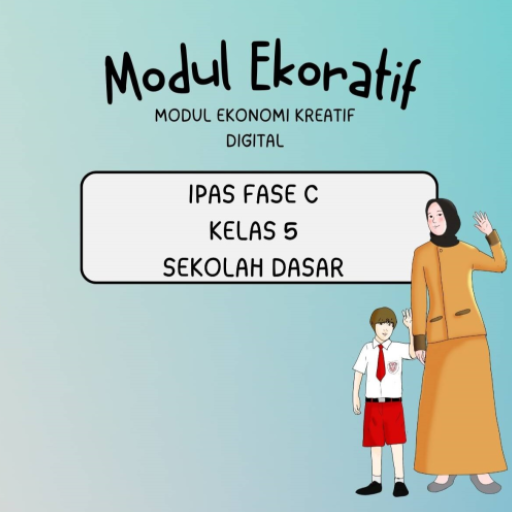 Modul Ekoratif
MODUL EKONOMI KREATIF
DIGITAL
IPAS FASE C
KELAS 5
SEKOLAH DASAR